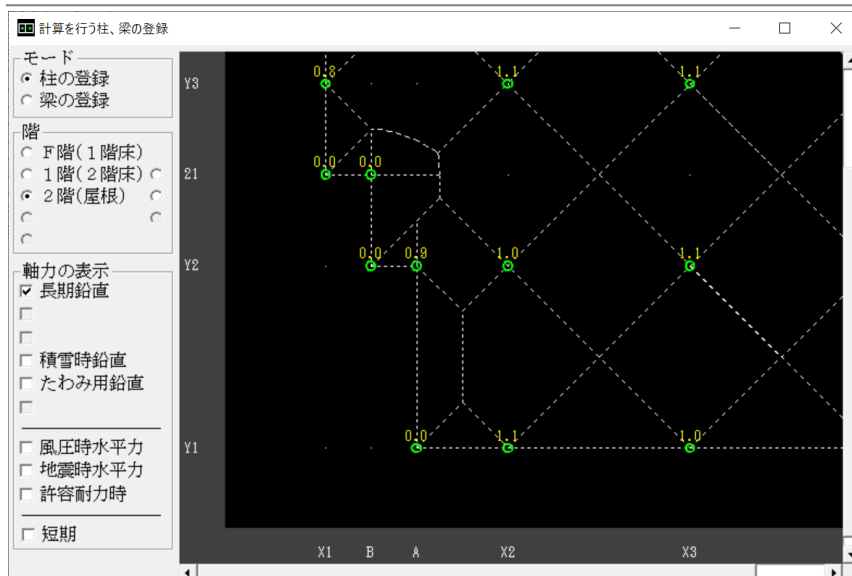 計算を行う柱、梁の登録
モード
柱の登録
梁の登録
階
F階(1階床)
1階(2階床)
2階(屋根)
軸力の表示
長期鉛直
積雪時鉛直
たわみ用鉛直
風圧時水平力
地震時水平力
許容耐力時
短期
Y3 0.8 1.1 1.1
21 0.0 0.0
Y2 0.0 0.9 1.0 1.1
Y1 0.0 1.1 1.0
X1 B A X2 X3